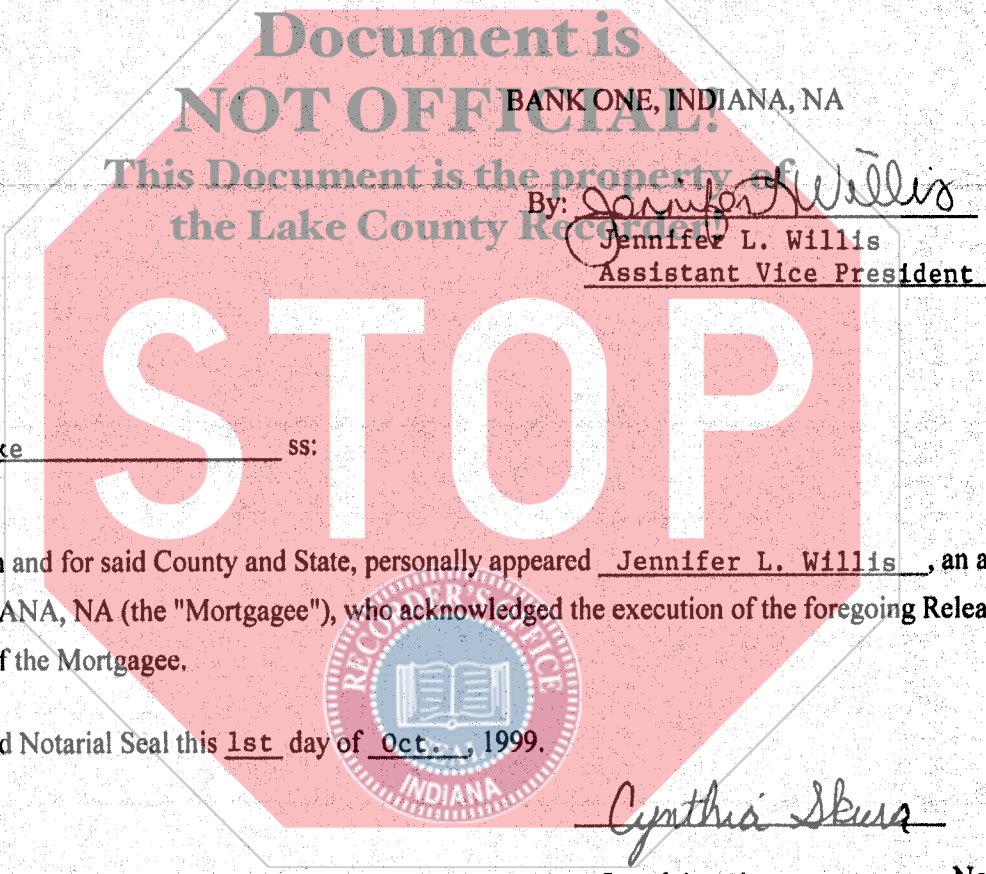 Document is
NOT OFFICIAL!
BANK ONE, INDIANA, NA
This Document is the property of
the Lake County Recorder!
By: Jennifer L Willis
Jennifer L. Willis
Assistant Vice President
STOP
ss:
and for said County and State, personally appeared Jennifer L. Willis, an
ANA, NA (the "Mortgagee"), who acknowledged the execution of the foregoing Relea
f the Mortgagee.
d Notarial Seal this 1st day of Oct., 1999.
RECORDER'S OFFICE
SEAL
INDIANA
Cynthia Skura